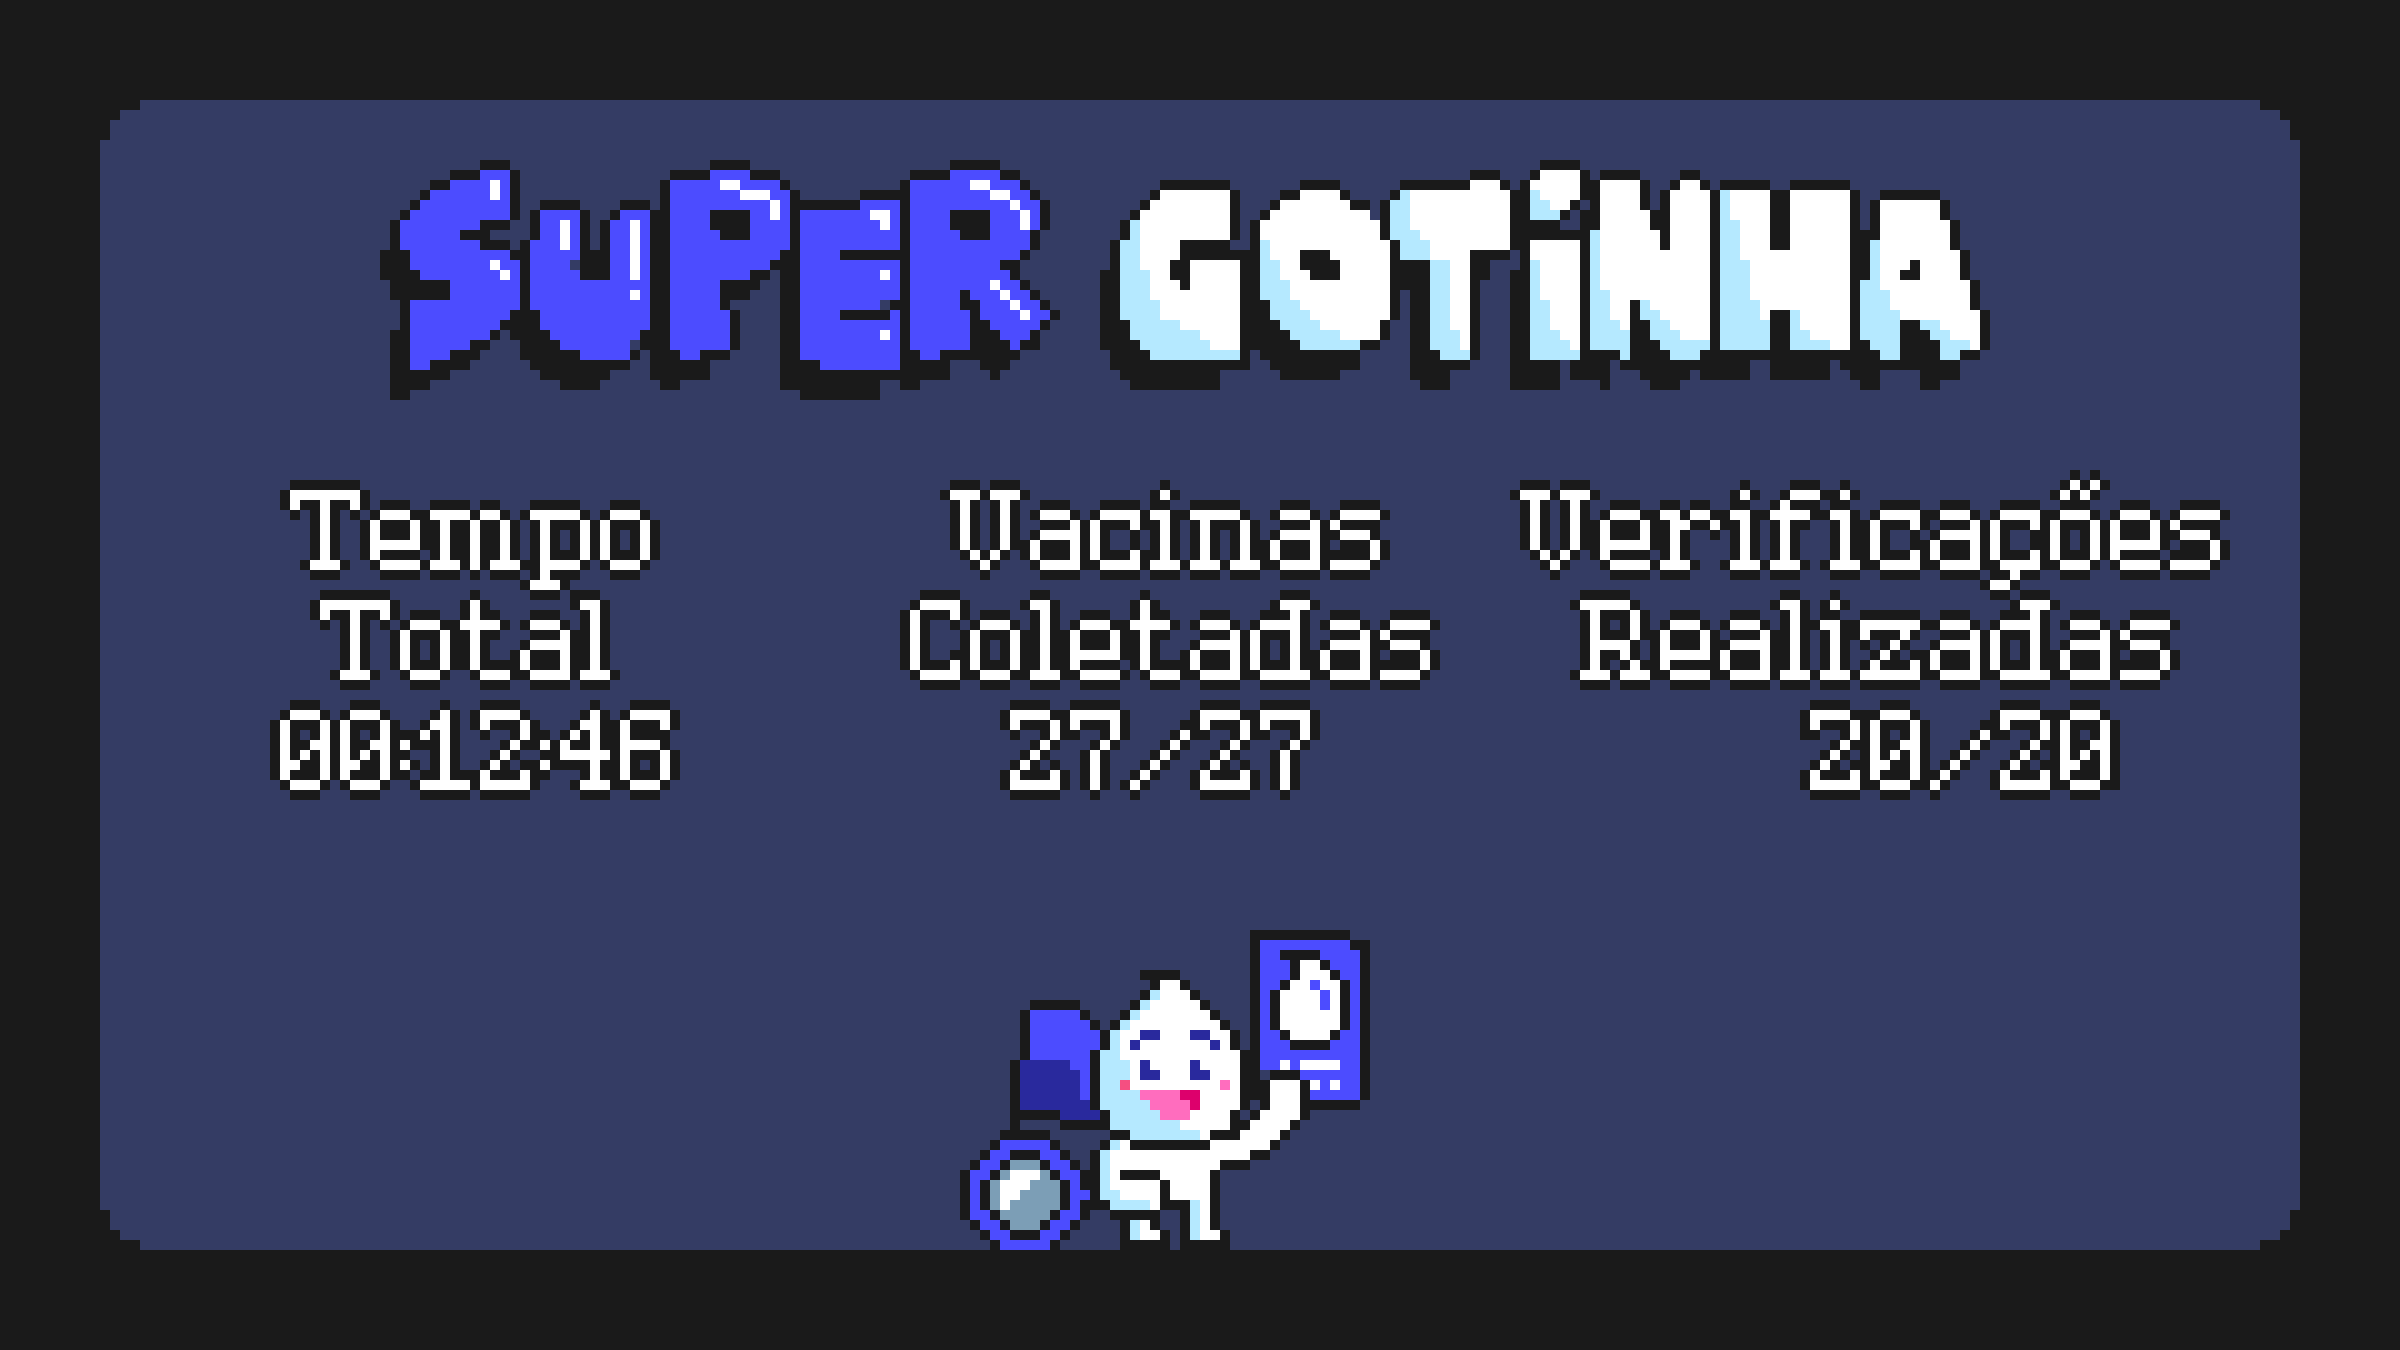 SUPER GOTiNHA
Tempo Total 00:12:46
Vacinas Coletadas 27/27
Verificações Realizadas 20/20